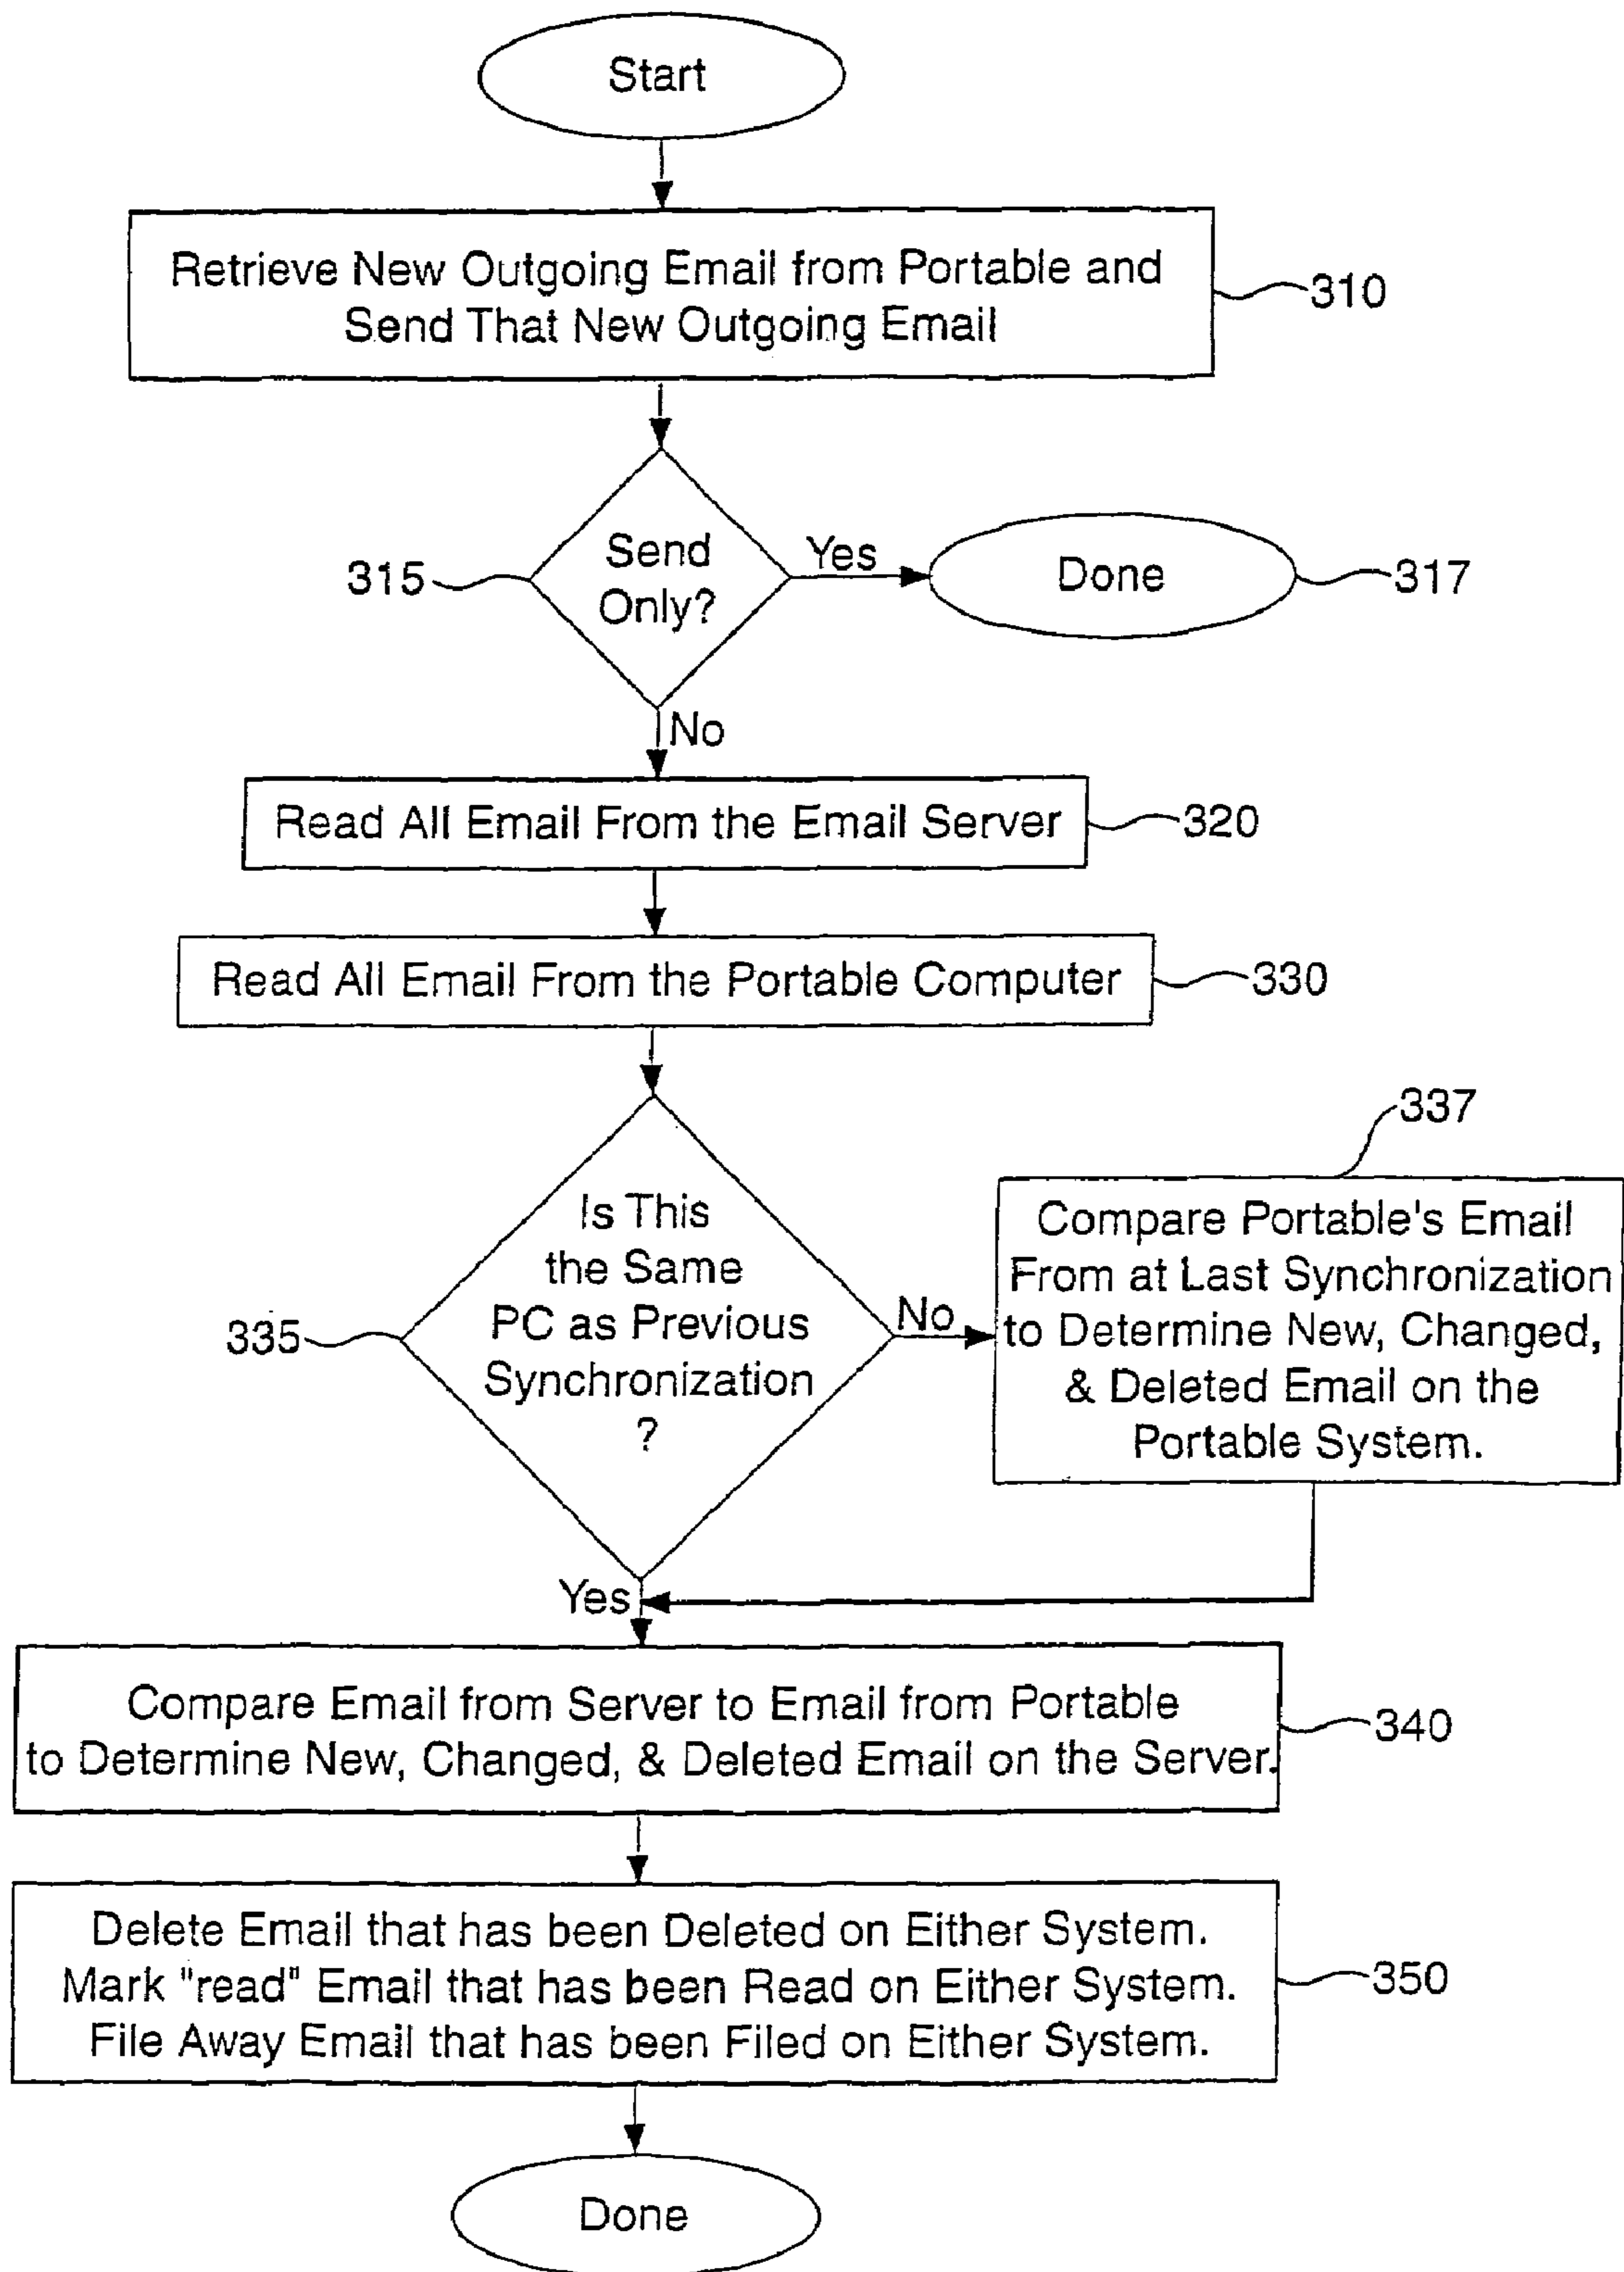 Start
Retrieve New Outgoing Email from Portable and
Send That New Outgoing Email
310
Send
Only?
315
Yes
Done
317
No
Read All Email From the Email Server
320
Read All Email From the Portable Computer
330
Is This
the Same
PC as Previous
Synchronization
?
335
No
337
Compare Portable's Email
From at Last Synchronization
to Determine New, Changed,
& Deleted Email on the
Portable System.
Yes
Compare Email from Server to Email from Portable
to Determine New, Changed, & Deleted Email on the Server.
340
Delete Email that has been Deleted on Either System.
Mark "read" Email that has been Read on Either System.
File Away Email that has been Filed on Either System.
350
Done